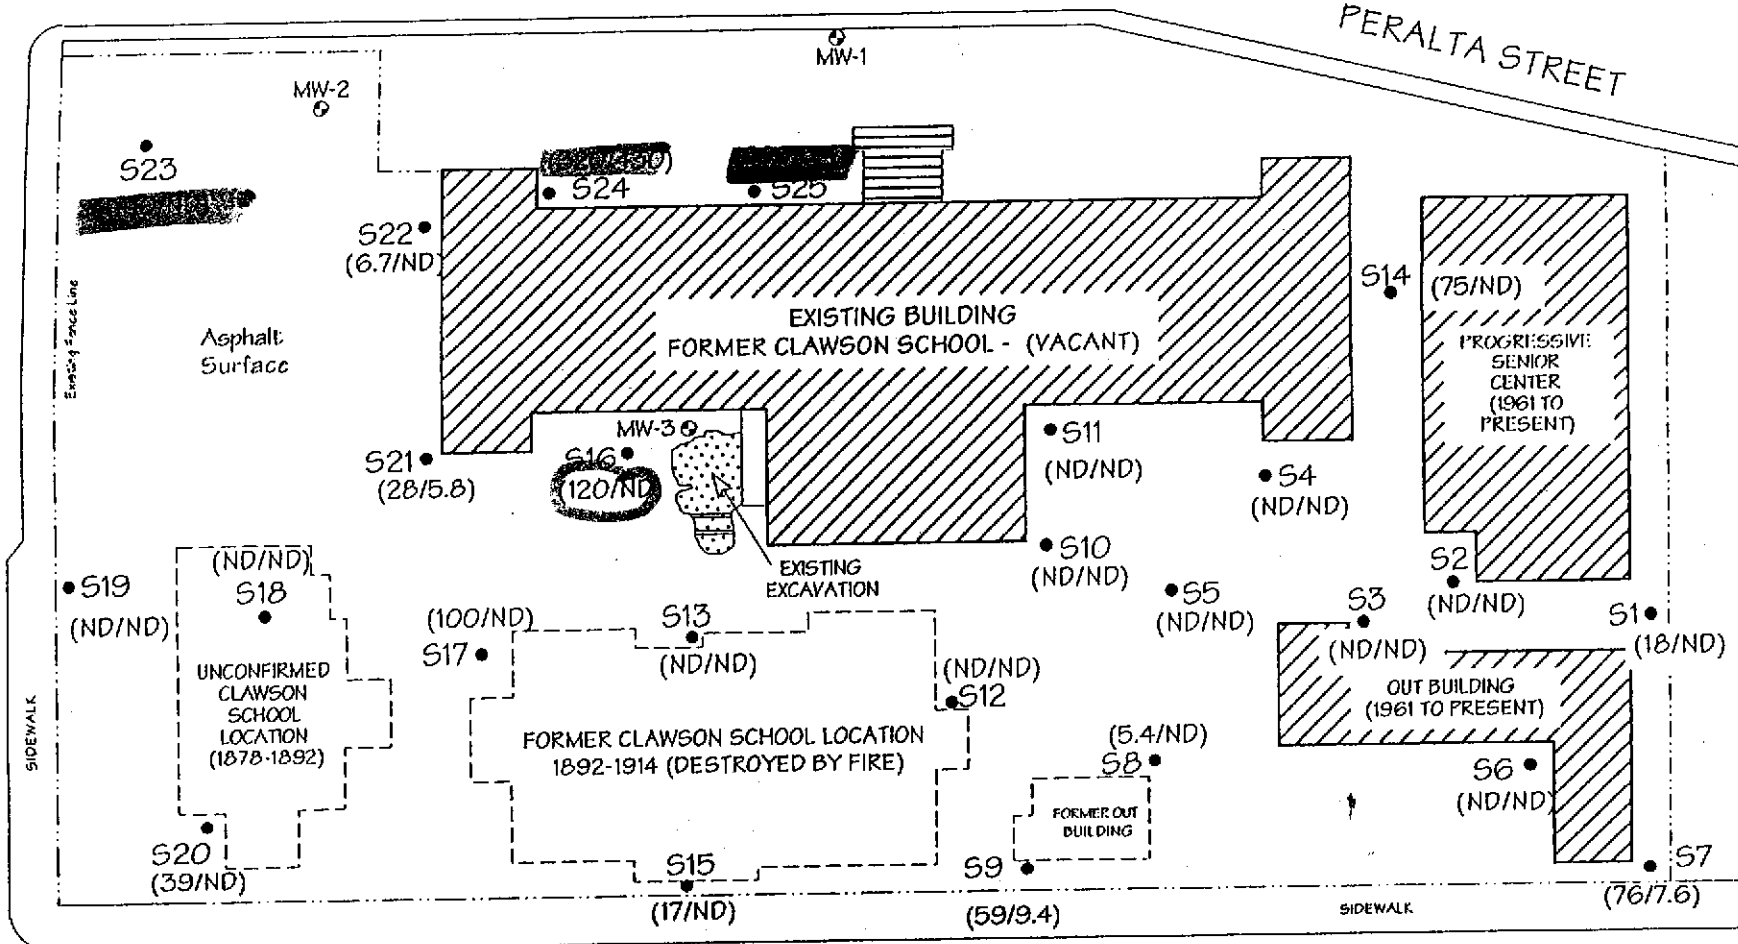 PERALTA STREET
MW-1
MW-2
S23
S24
S25
S22
(6.7/ND)
S14
(75/ND)
EXISTING BUILDING
FORMER CLAWSON SCHOOL - (VACANT)
Existing Fence Line
Asphalt
Surface
PROGRESSIVE
SENIOR
CENTER
(1961 TO
PRESENT)
MW-3
S11
(ND/ND)
S21
(28/5.8)
S16
(120/ND
S4
(ND/ND)
S10
(ND/ND)
EXISTING
EXCAVATION
S2
(ND/ND)
S19
(ND/ND)
(ND/ND)
S18
S5
(ND/ND)
S3
(ND/ND)
S1
(18/ND)
(100/ND)
S17
S13
(ND/ND)
(ND/ND)
S12
UNCONFIRMED
CLAWSON
SCHOOL
LOCATION
(1878-1892)
OUT BUILDING
(1961 TO PRESENT)
FORMER CLAWSON SCHOOL LOCATION
1892-1914 (DESTROYED BY FIRE)
(5.4/ND)
S8
S6
(ND/ND)
SIDEWALK
FORMER OUT
BUILDING
S20
(39/ND)
S15
(17/ND)
S9
(59/9.4)
S7
(76/7.6)
SIDEWALK